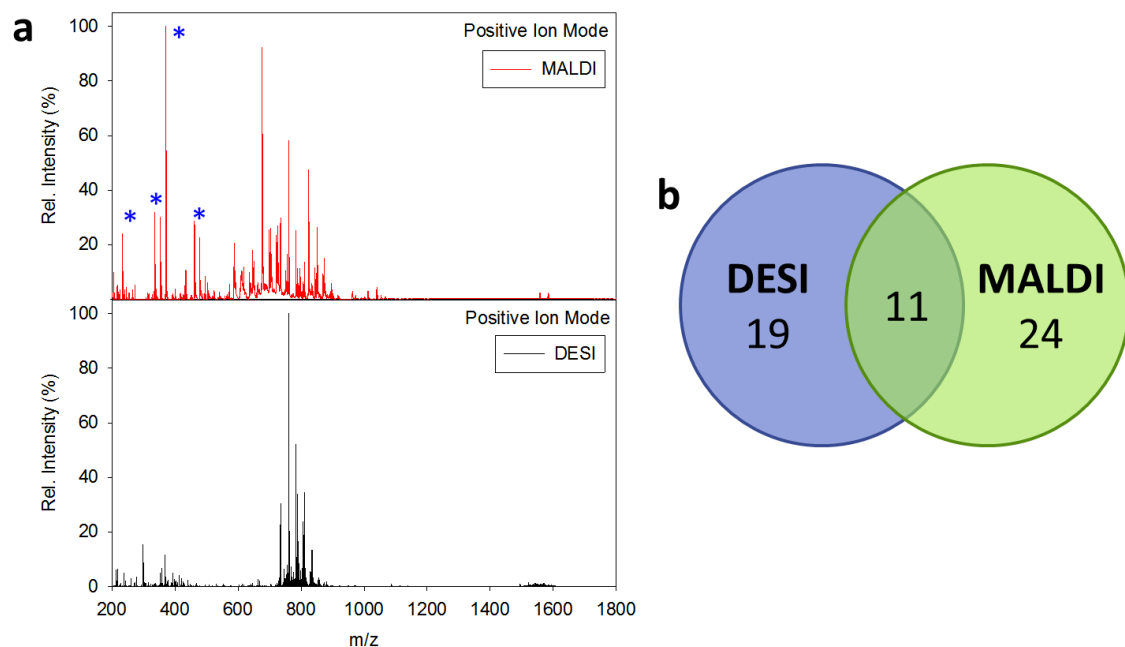 a
Positive Ion Mode
MALDI
Rel. Intensity (%)
100
80
60
40
20
*
*
*
*
Positive Ion Mode
DESI
Rel. Intensity (%)
100
80
60
40
20
0
200 400 600 800 1000 1200 1400 1600 1800
m/z
b
DESI
19
11
MALDI
24